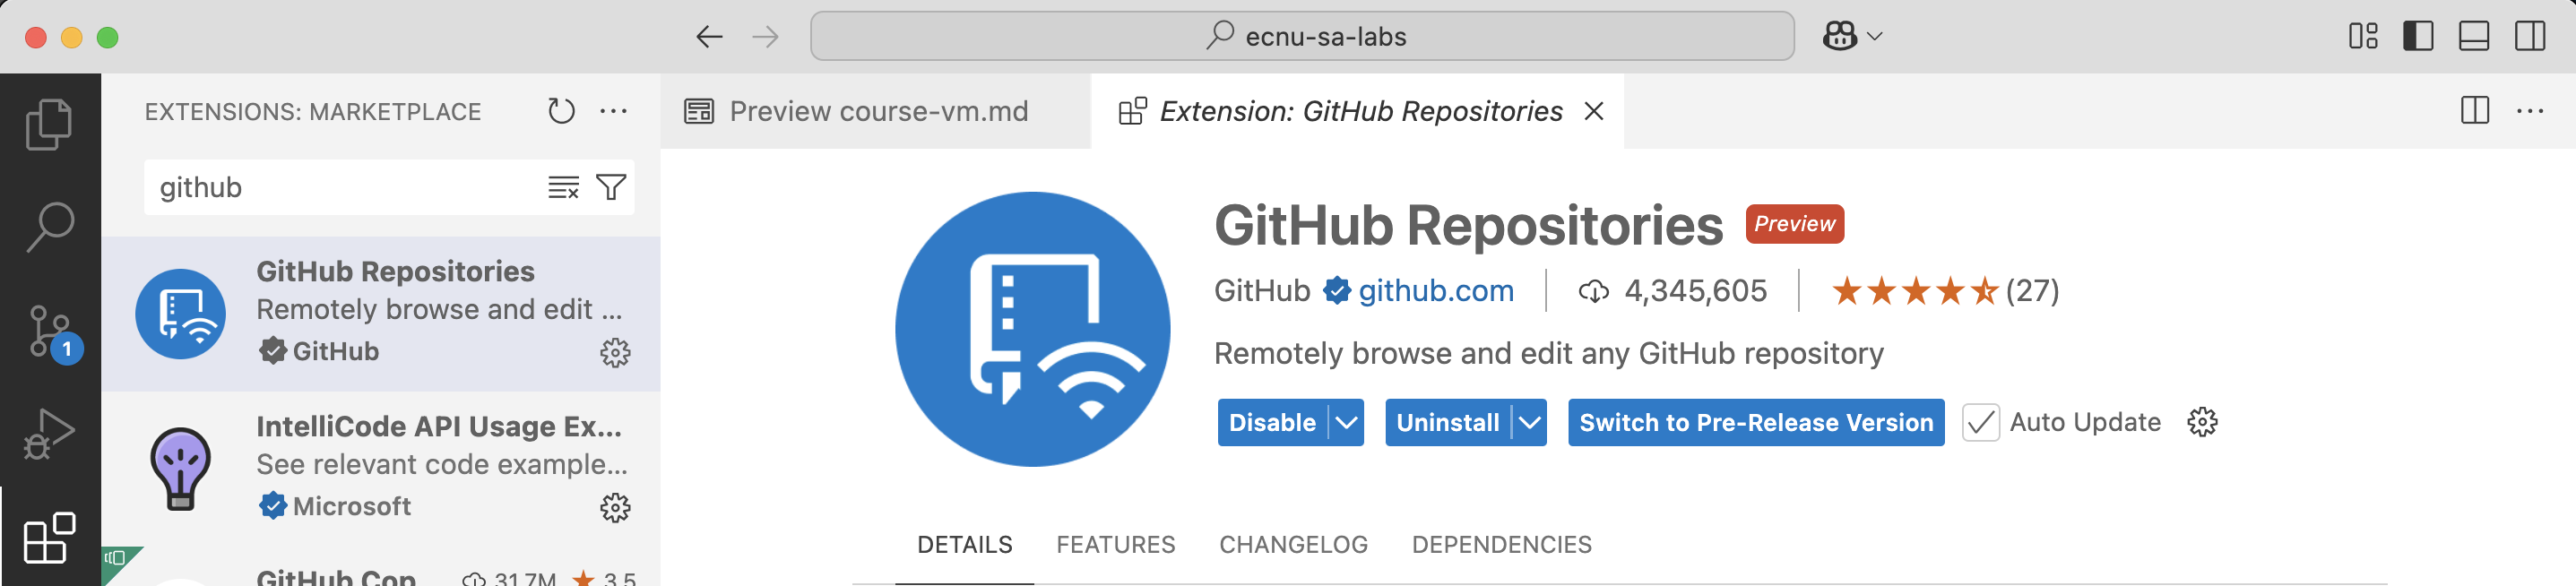 ecnu-sa-labs
EXTENSIONS: MARKETPLACE
github
GitHub Repositories
Remotely browse and edit ...
GitHub
1
IntelliCode API Usage Ex...
See relevant code example...
Microsoft
GitHub Cop 31.7M 3.5
Preview course-vm.md
Extension: GitHub Repositories
GitHub Repositories Preview
GitHub github.com 4,345,605 (27)
Remotely browse and edit any GitHub repository
Disable Uninstall Switch to Pre-Release Version Auto Update
DETAILS FEATURES CHANGELOG DEPENDENCIES